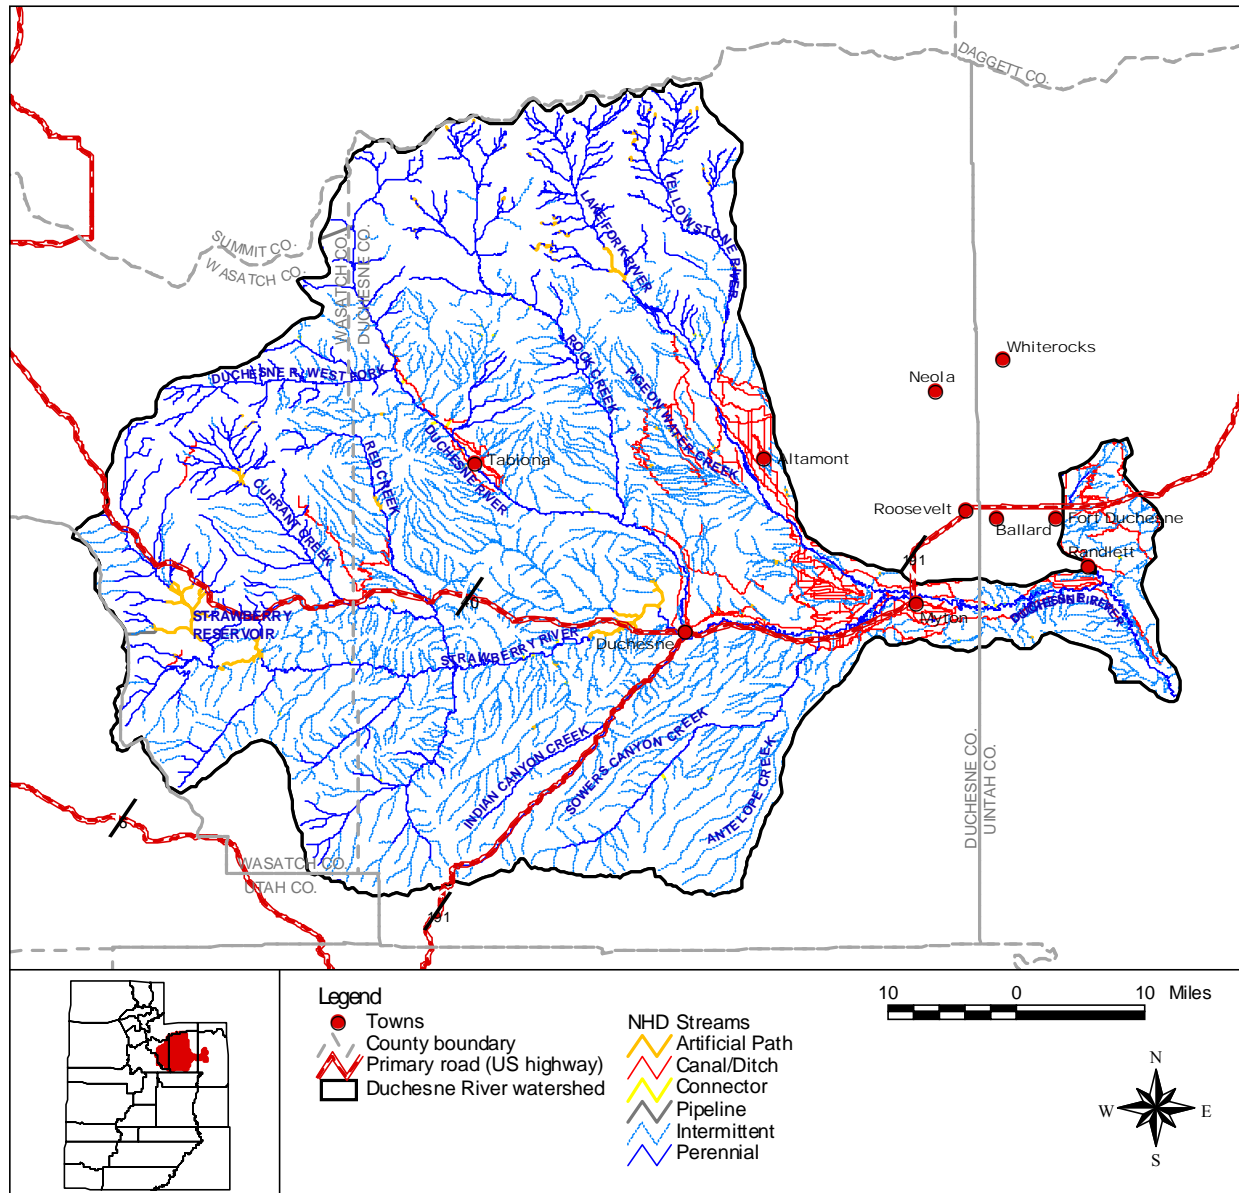 DAGGETT CO.
SUMMIT CO.
WASATCH CO.
WASATCH CO.
DUCHESNE CO.
LAKE FORK RIVER
YELLOWSTONE RIVER
Whiterocks
Neola
DUCHESNE R. WEST FORK
ROCK CREEK
PIGEON WATER CREEK
DUCHESNE RIVER
RED CREEK
CURRANT CREEK
Tabiona
Altamont
Roosevelt
Ballard
Fort Duchesne
Randlett
191
40
STRAWBERRY
RESERVOIR
STRAWBERRY RIVER
Duchesne
Myton
DUCHESNE RIVER
INDIAN CANYON CREEK
SOWERS CANYON CREEK
ANTELOPE CREEK
DUCHESNE CO.
UINTAH CO.
WASATCH CO.
UTAH CO.
191
Legend
Towns
County boundary
Primary road (US highway)
Duchesne River watershed
NHD Streams
Artificial Path
Canal/Ditch
Connector
Pipeline
Intermittent
Perennial
10 0 10 Miles
N
W E
S